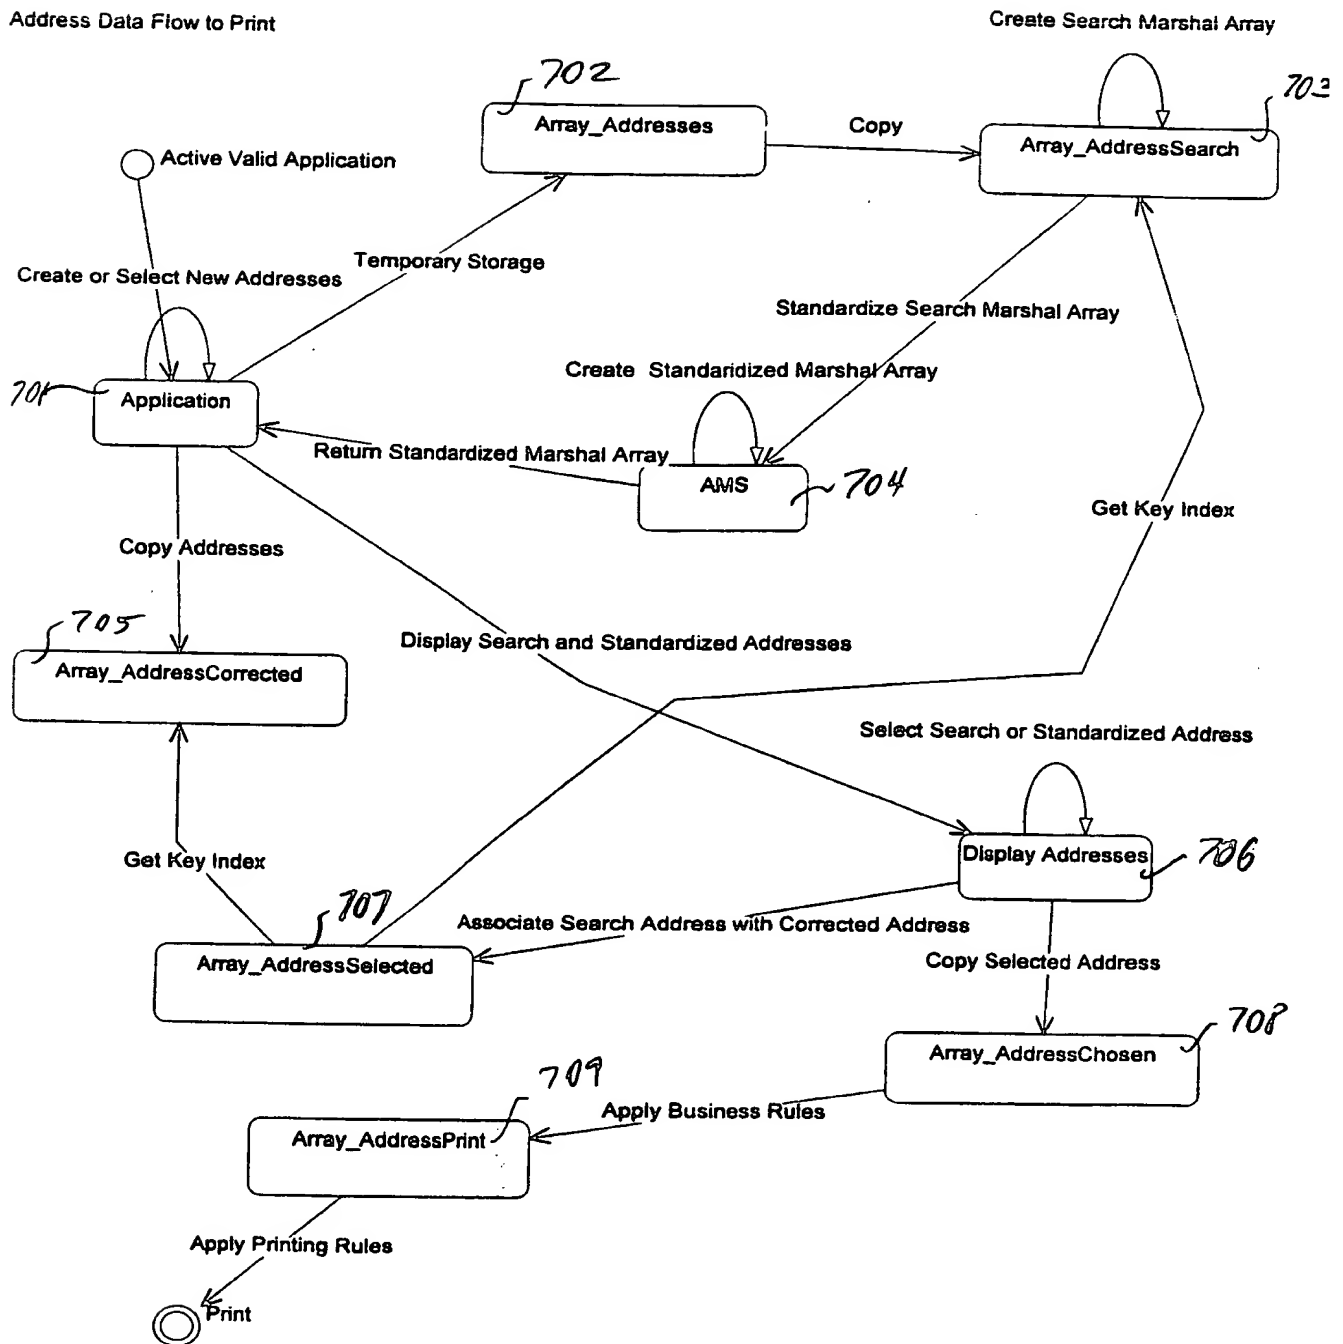 Address Data Flow to Print
Create Search Marshal Array
702
703
Array_Addresses
Copy
Array_AddressSearch
Active Valid Application
Temporary Storage
Create or Select New Addresses
Standardize Search Marshal Array
Create Standaridized Marshal Array
701
Application
Return Standardized Marshal Array
AMS
704
Get Key Index
Copy Addresses
705
Display Search and Standardized Addresses
Array_AddressCorrected
Select Search or Standardized Address
Get Key Index
Display Addresses
706
707
Associate Search Address with Corrected Address
Array_AddressSelected
Copy Selected Address
708
Array_AddressChosen
709
Apply Business Rules
Array_AddressPrint
Apply Printing Rules
Print